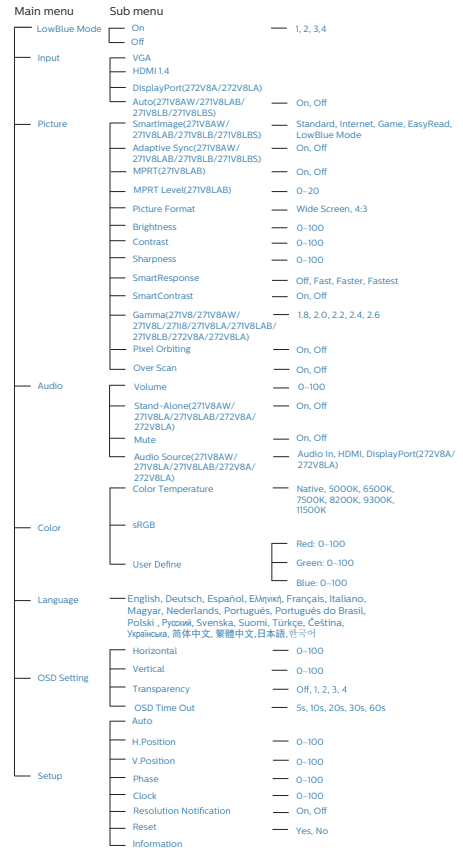 Main menu Sub menu
LowBlue Mode On 1, 2, 3,4
Off
Input VGA
HDMI 1.4
DisplayPort(272V8A/272V8LA)
Auto(271V8AW/271V8LAB/ On, Off
271V8LB/271V8LBS)
Picture SmartImage(271V8AW/ Standard, Internet, Game, EasyRead,
271V8LAB/271V8LB/271V8LBS) LowBlue Mode
Adaptive Sync(271V8AW/ On, Off
271V8LAB/271V8LB/271V8LBS)
MPRT(271V8LAB) On, Off
MPRT Level(271V8LAB) 0~20
Picture Format Wide Screen, 4:3
Brightness 0~100
Contrast 0~100
Sharpness 0~100
SmartResponse Off, Fast, Faster, Fastest
SmartContrast On, Off
Gamma(271V8/271V8AW/ 1.8, 2.0, 2.2, 2.4, 2.6
271V8L/271i8/271V8LA/271V8LAB/
271V8LB/272V8A/272V8LA)
Pixel Orbiting On, Off
Over Scan On, Off
Audio Volume 0~100
Stand-Alone(271V8AW/ On, Off
271V8LA/271V8LAB/272V8A/
272V8LA)
Mute On, Off
Audio Source(271V8AW/ Audio In, HDMI, DisplayPort(272V8A/
271V8LA/271V8LAB/272V8A/ 272V8LA)
272V8LA)
Color Temperature Native, 5000K, 6500K,
7500K, 8200K, 9300K,
11500K
Color sRGB
Red: 0~100
User Define Green: 0~100
Blue: 0~100
Language English, Deutsch, Español, Ελληνική, Français, Italiano,
Magyar, Nederlands, Português, Português do Brasil,
Polski , Русский, Svenska, Suomi, Türkçe, Čeština,
Українська, 简体中文, 繁體中文,日本語,한국어
OSD Setting Horizontal 0~100
Vertical 0~100
Transparency Off, 1, 2, 3, 4
OSD Time Out 5s, 10s, 20s, 30s, 60s
Setup Auto
H.Position 0~100
V.Position 0~100
Phase 0~100
Clock 0~100
Resolution Notification On, Off
Reset Yes, No
Information